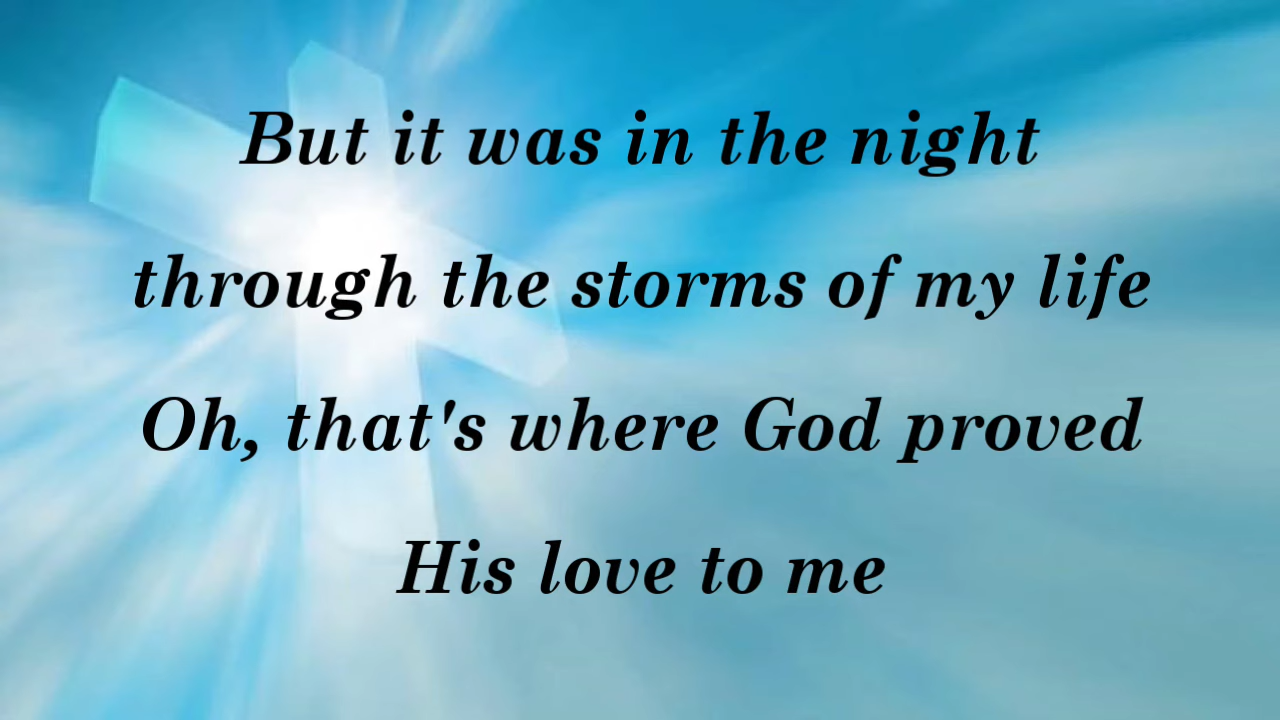 But it was in the night
through the storms of my life
Oh, that's where God proved
His love to me